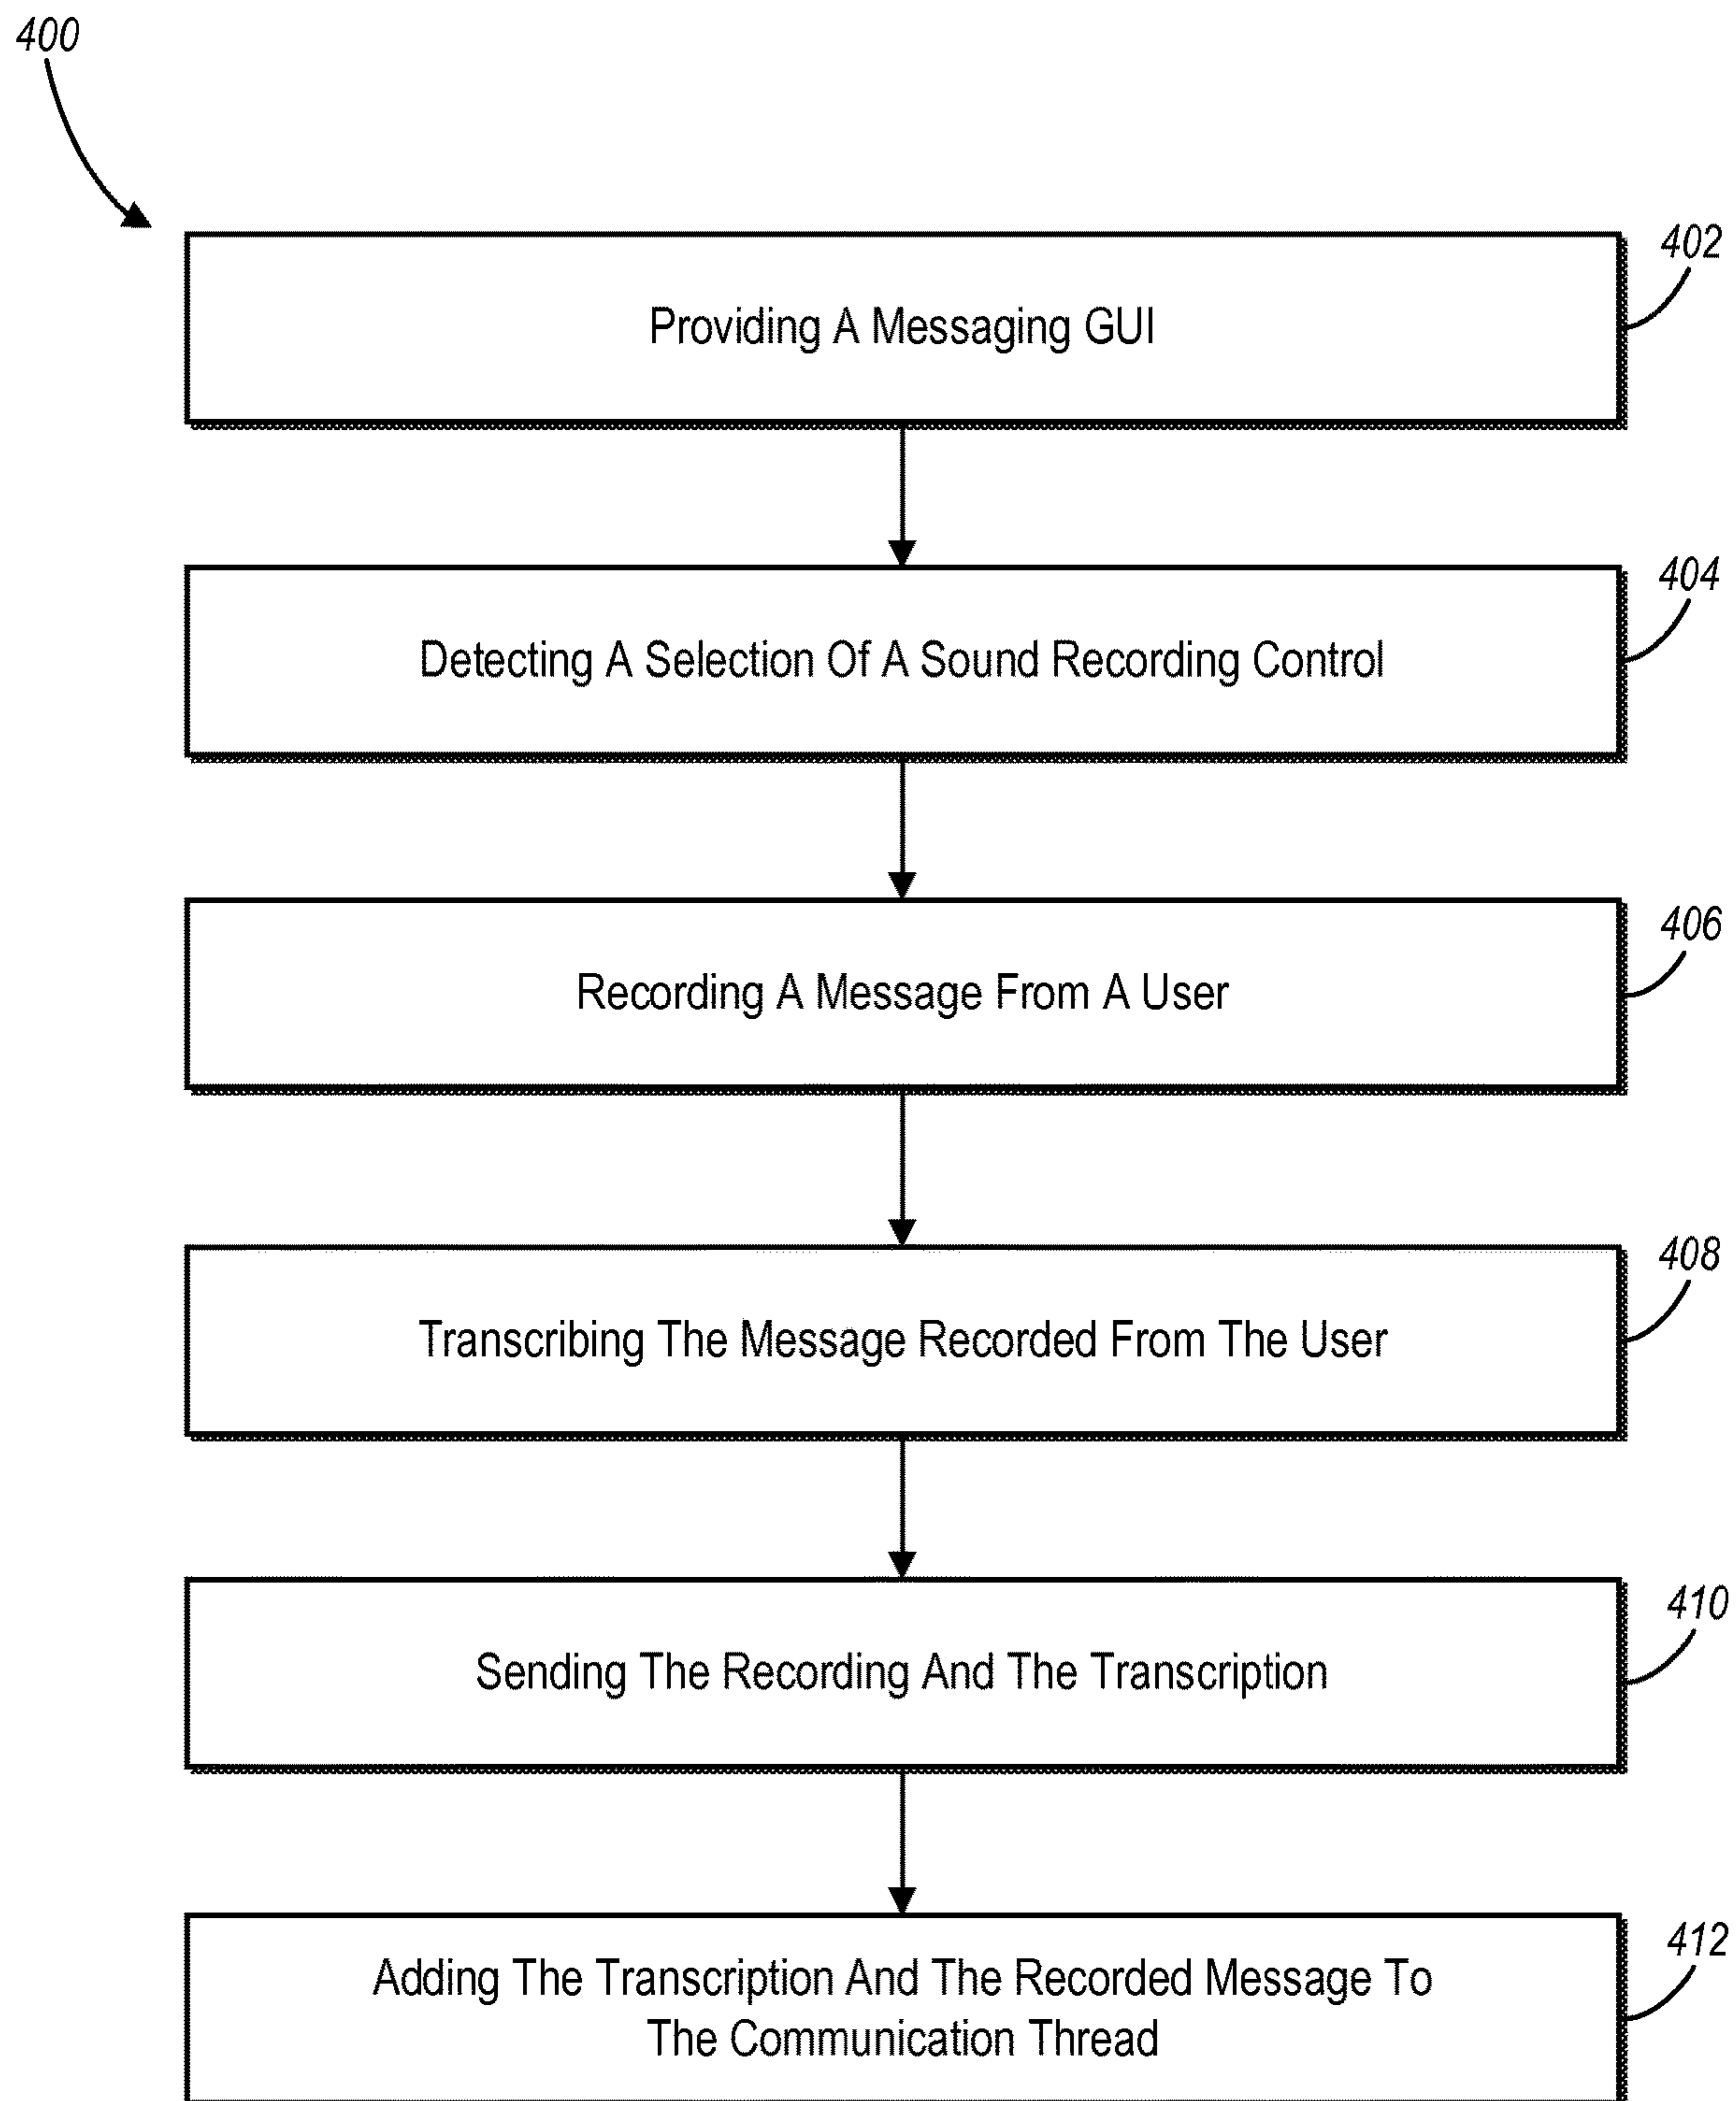 400
402
Providing A Messaging GUI
404
Detecting A Selection Of A Sound Recording Control
406
Recording A Message From A User
408
Transcribing The Message Recorded From The User
410
Sending The Recording And The Transcription
412
Adding The Transcription And The Recorded Message To
The Communication Thread